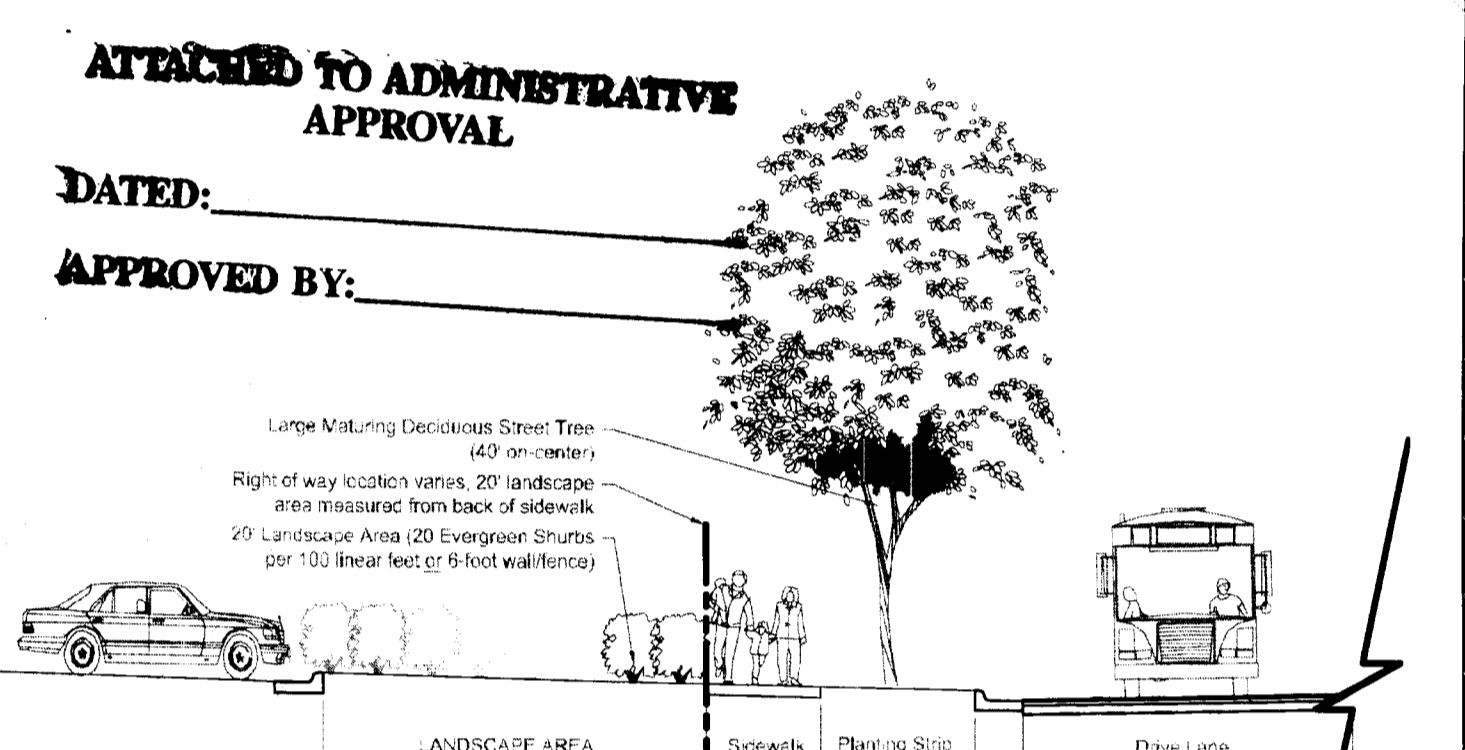 ATTACHED TO ADMINISTRATIVE
APPROVAL
DATED:
APPROVED BY:
Large Maturing Deciduous Street Tree
(40' on-center)
Right of way location varies, 20' landscape
area measured from back of sidewalk
20' Landscape Area (20 Evergreen Shurbs
per 100 linear feet or 6-foot wall/fence)
LANDSCAPE AREA
Sidewalk
Planting Strip
Drive Lane